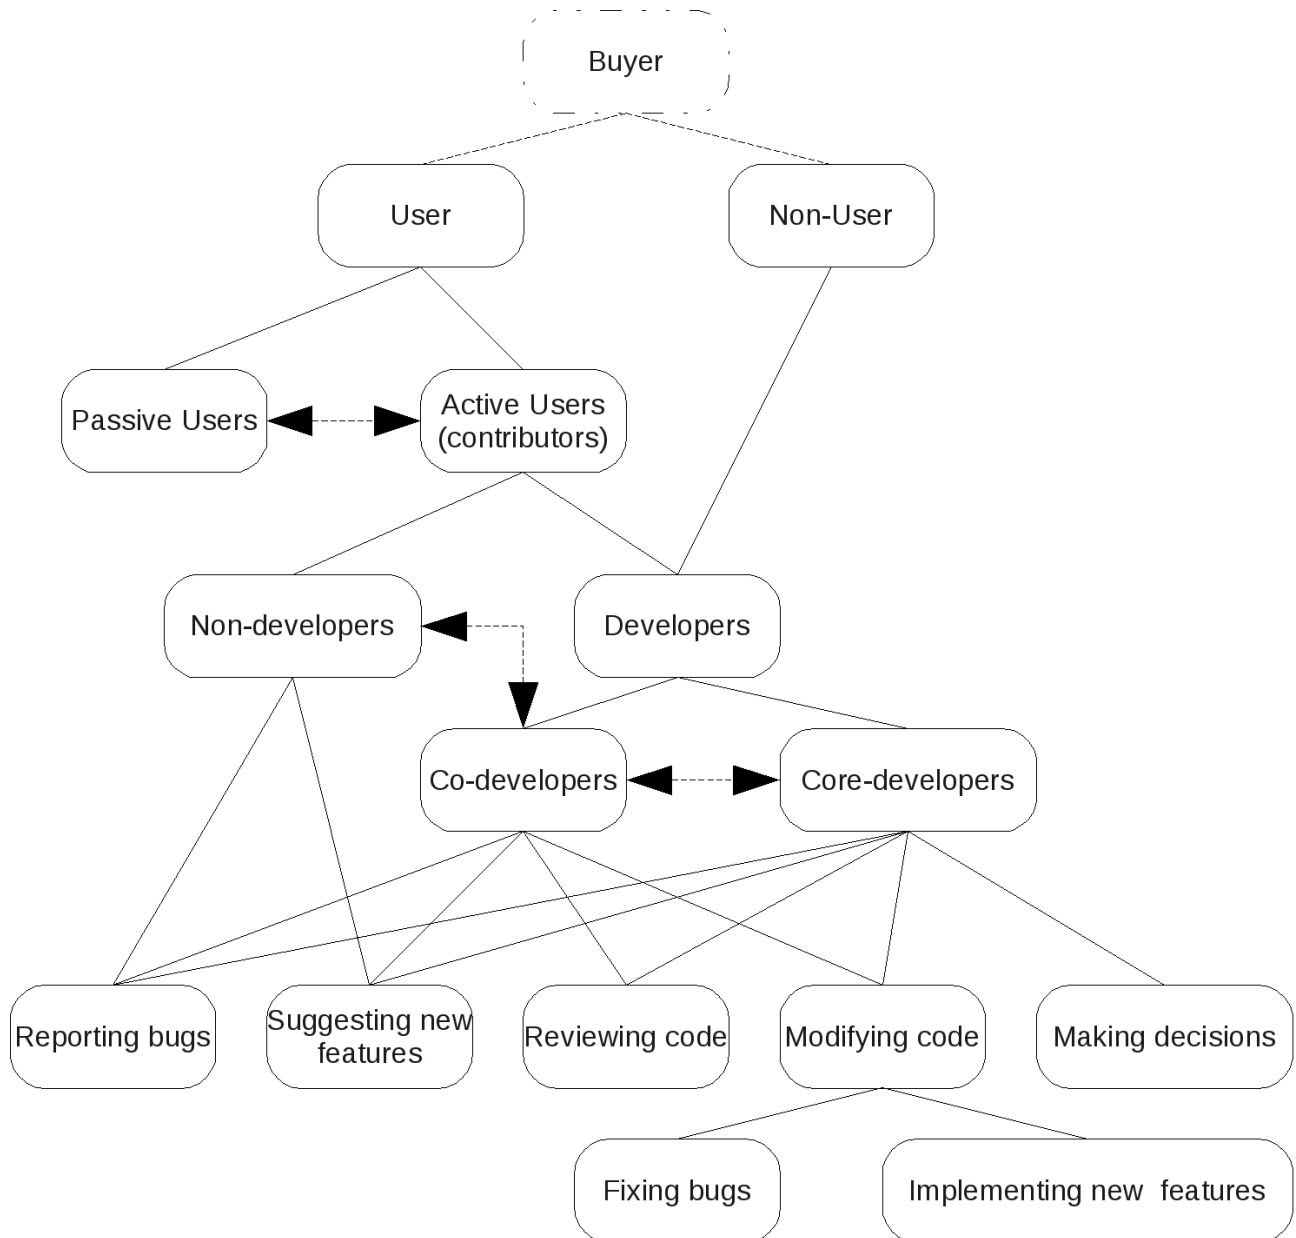 Buyer
User
Non-User
Passive Users
Active Users
(contributors)
Non-developers
Developers
Co-developers
Core-developers
Reporting bugs
Suggesting new
features
Reviewing code
Modifying code
Making decisions
Fixing bugs
Implementing new  features